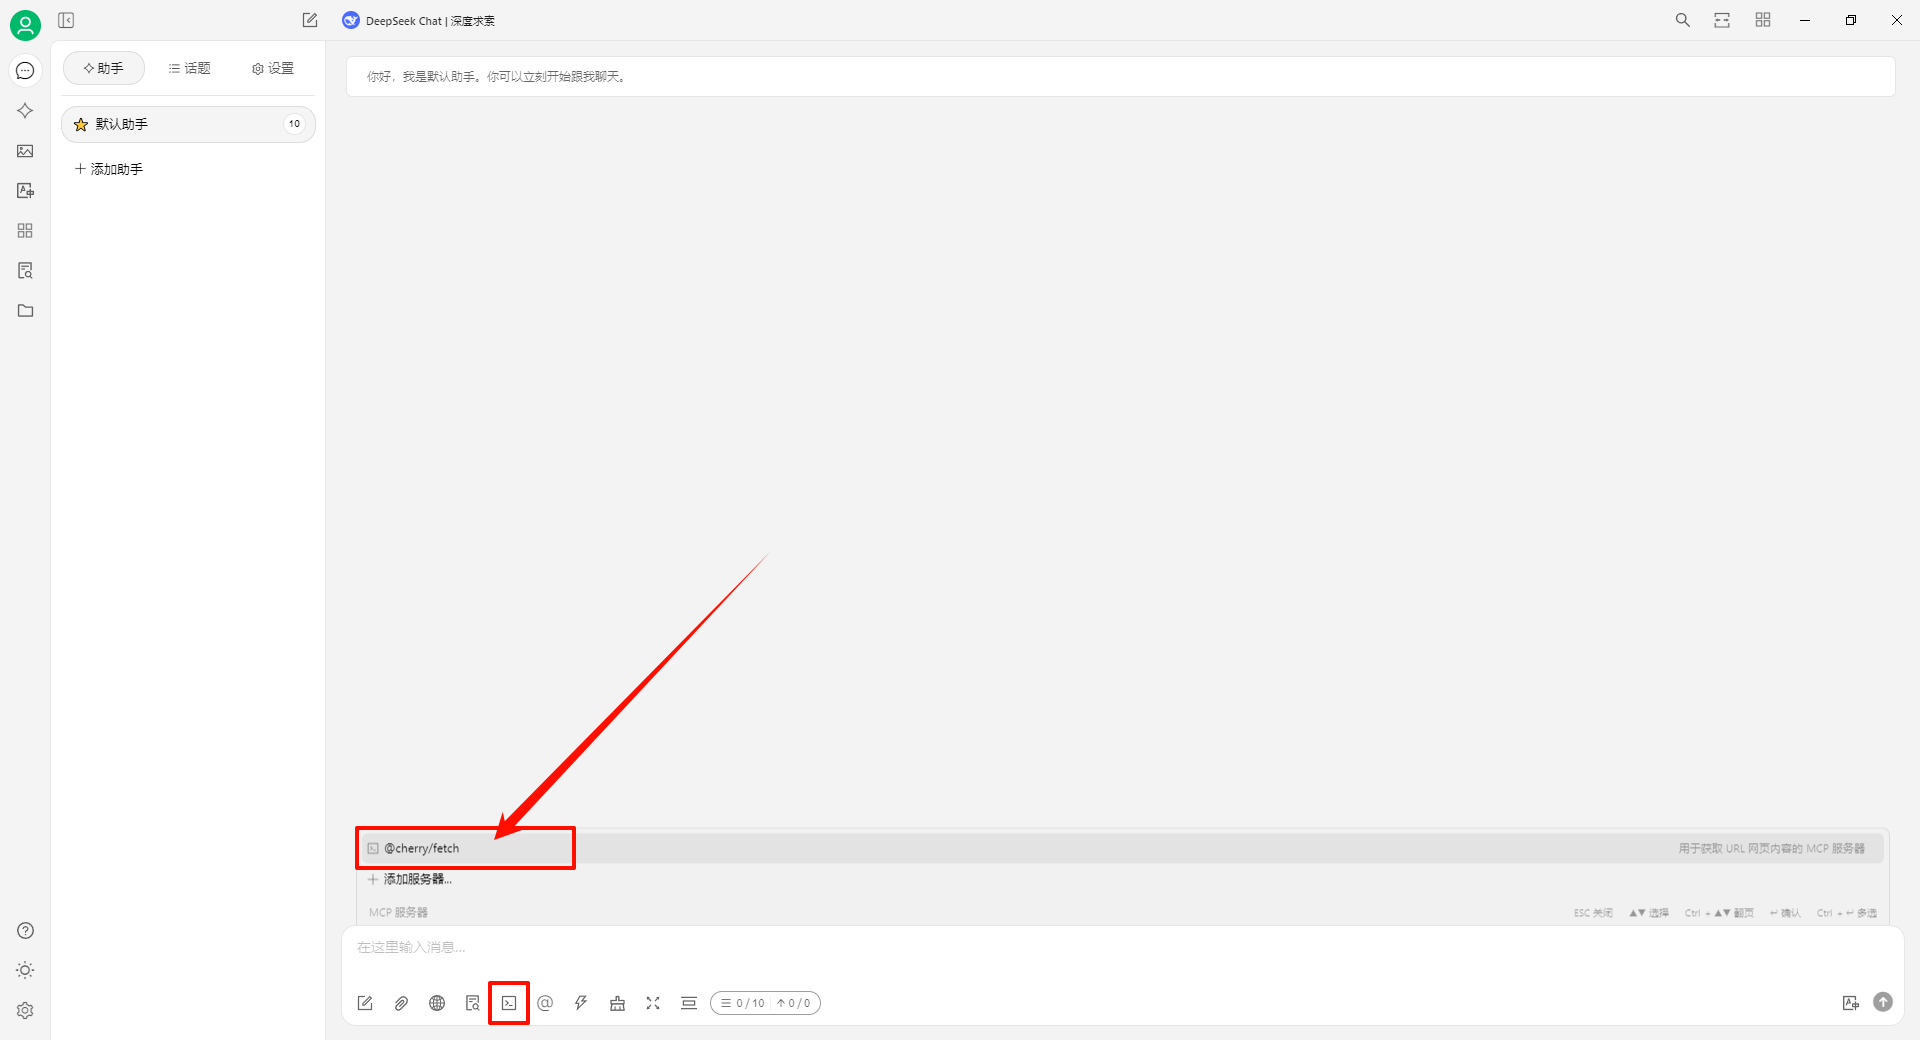 DeepSeek Chat | 深度求索
助手
话题
设置
默认助手
10
添加助手
你好，我是默认助手。你可以立刻开始跟我聊天。
@cherry/fetch
用于获取 URL 网页内容的 MCP 服务器
添加服务器...
MCP 服务器
ESC 关闭
▲▼ 选择
Ctrl + ▲▼ 翻页
↩ 确认
Ctrl + ↩ 多选
在这里输入消息...
0 / 10
↑ 0 / 0